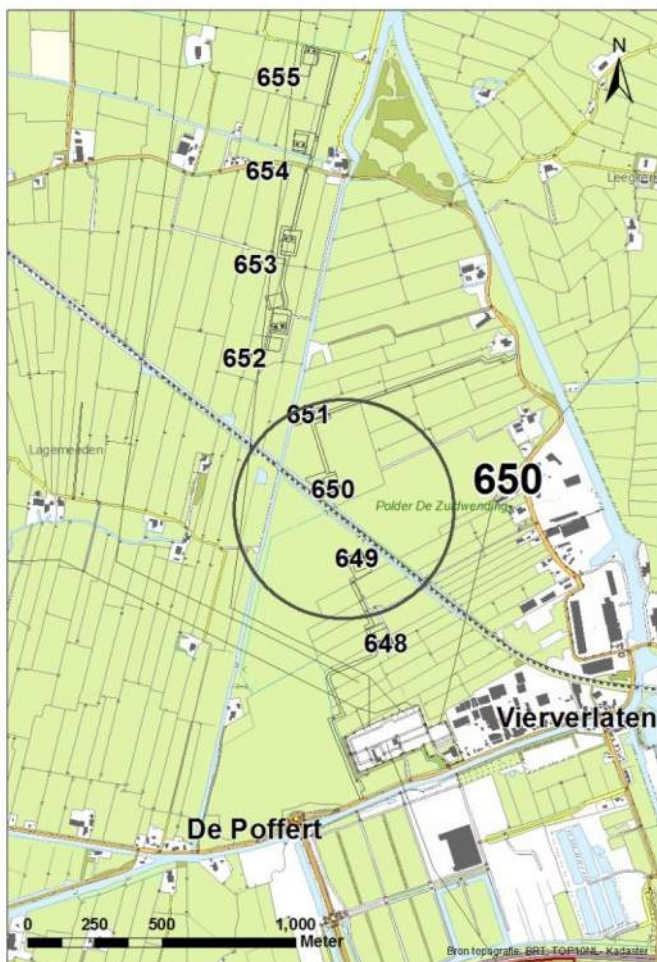 N
655
654
653
652
651
650
650
Lagemeeden
Polder De Zuidwending
649
648
Vierverlaten
De Poffert
0 250 500 1,000
Meter
Bron topografie: BRT: TOP10NL - Kadaster